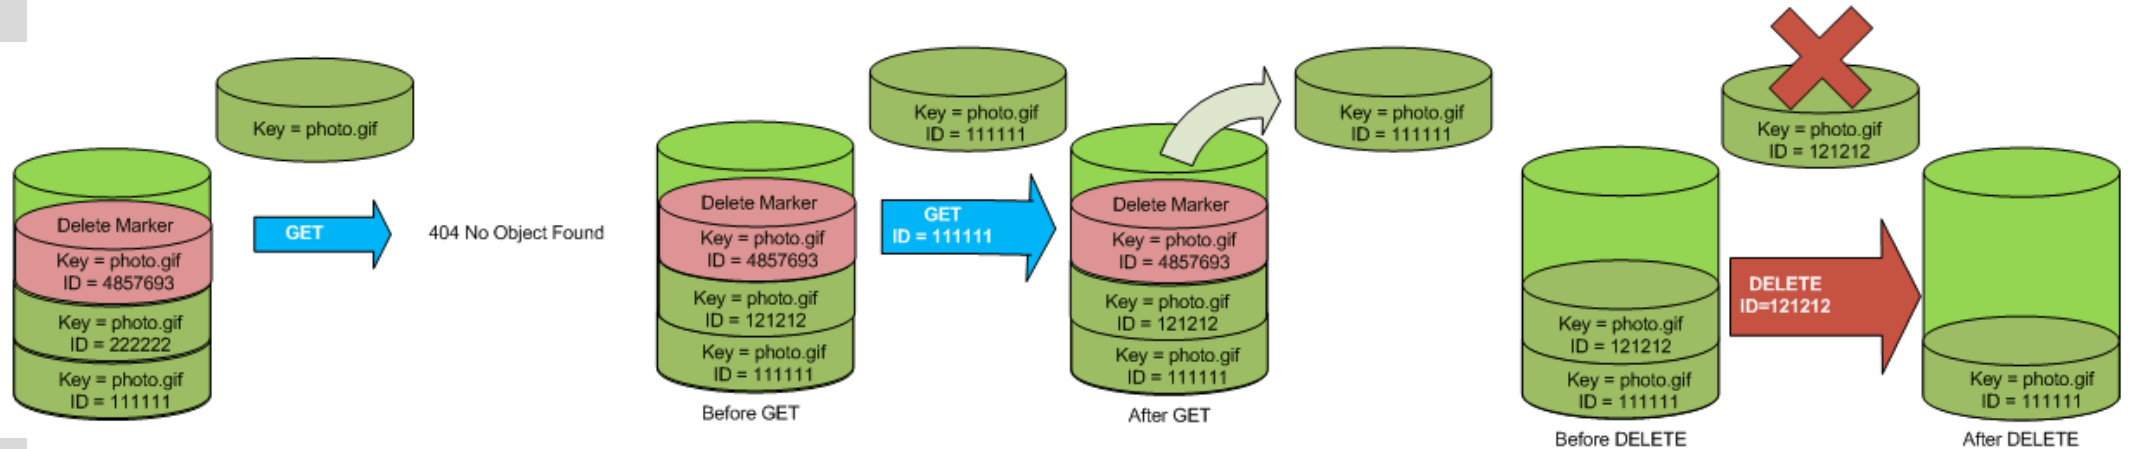 Key = photo.gif
Delete Marker
Key = photo.gif
ID = 4857693
Key = photo.gif
ID = 222222
Key = photo.gif
ID = 111111
GET
404 No Object Found
Key = photo.gif
ID = 111111
Delete Marker
Key = photo.gif
ID = 4857693
Key = photo.gif
ID = 121212
Key = photo.gif
ID = 111111
Before GET
GET
ID = 111111
Delete Marker
Key = photo.gif
ID = 4857693
Key = photo.gif
ID = 121212
Key = photo.gif
ID = 111111
After GET
Key = photo.gif
ID = 111111
Key = photo.gif
ID = 121212
Key = photo.gif
ID = 121212
Key = photo.gif
ID = 111111
Before DELETE
DELETE
ID=121212
Key = photo.gif
ID = 111111
After DELETE